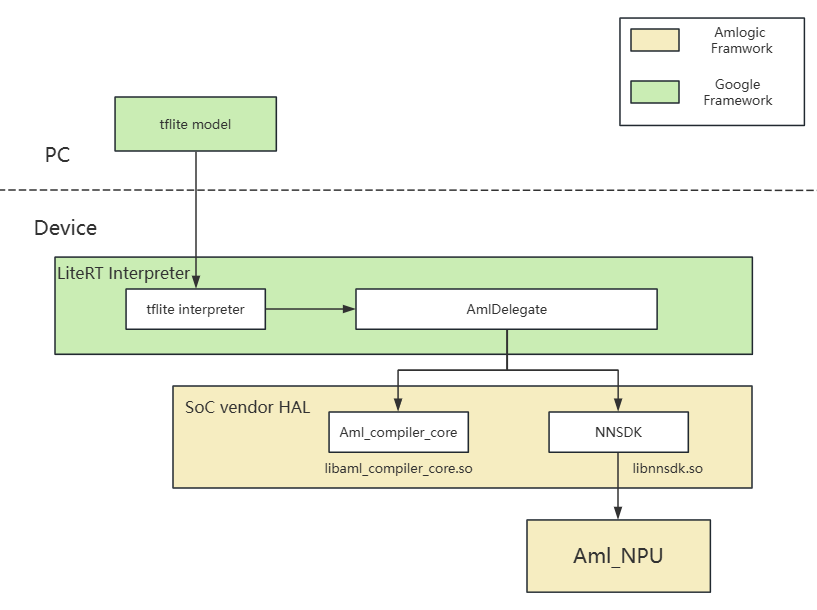 Amlogic
Framwork
Google
Framework
tflite model
PC
Device
LiteRT Interpreter
tflite interpreter
AmlDelegate
SoC vendor HAL
Aml_compiler_core
NNSDK
libaml_compiler_core.so
libnnsdk.so
Aml_NPU